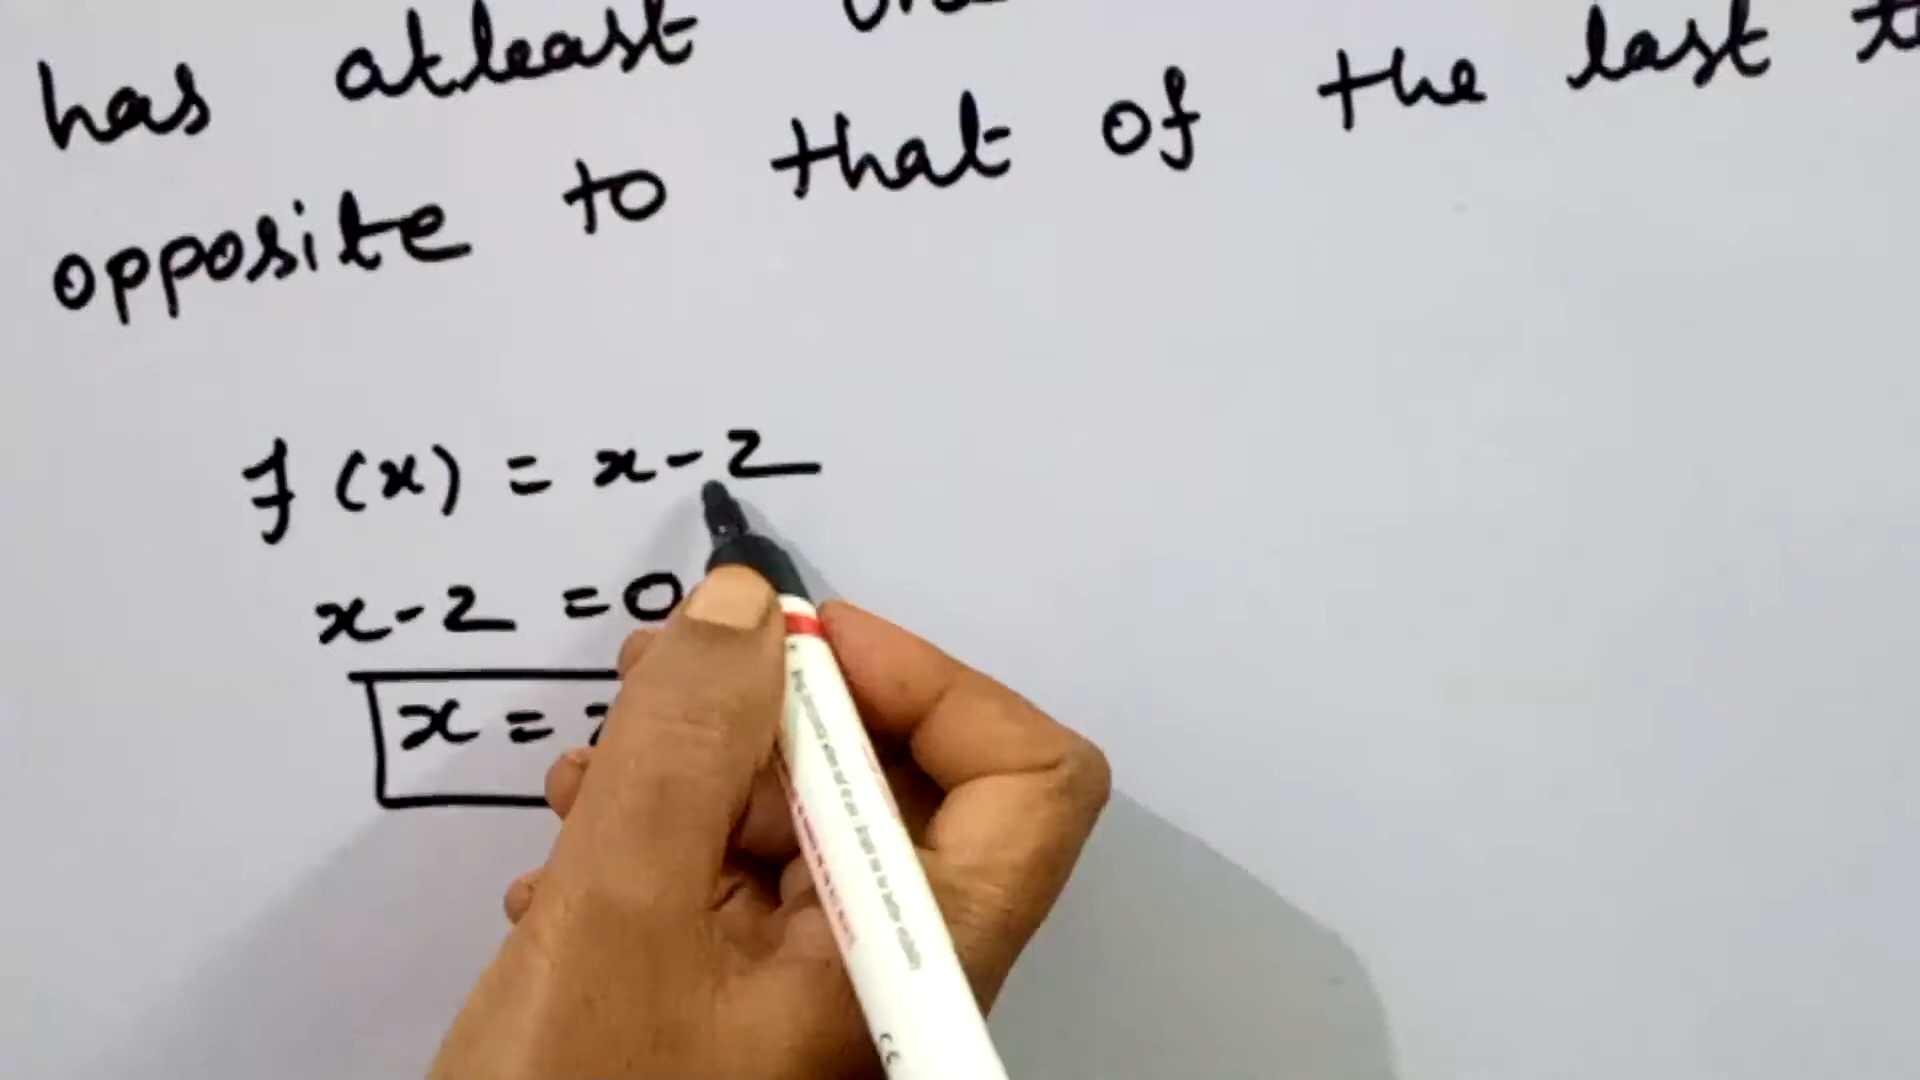 has atleast
opposite to that of the last
f(x) = x-2
x-2 =0
x =